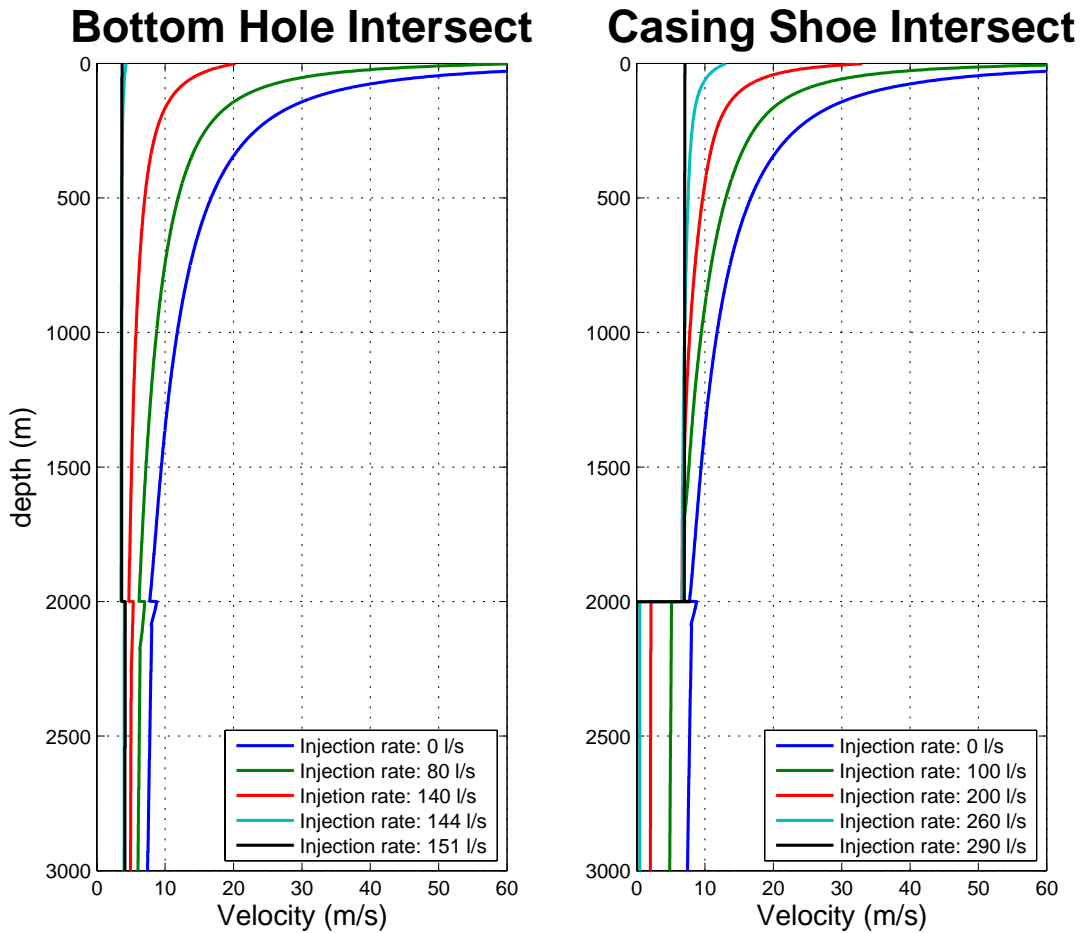 Bottom Hole Intersect
0
500
1000
1500
2000
2500
3000
depth (m)
Injection rate: 0 l/s
Injection rate: 80 l/s
Injetion rate: 140 l/s
Injection rate: 144 l/s
Injection rate: 151 l/s
0 10 20 30 40 50 60
Velocity (m/s)
Casing Shoe Intersect
0
500
1000
1500
2000
2500
3000
Injection rate: 0 l/s
Injection rate: 100 l/s
Injection rate: 200 l/s
Injection rate: 260 l/s
Injection rate: 290 l/s
0 10 20 30 40 50 60
Velocity (m/s)